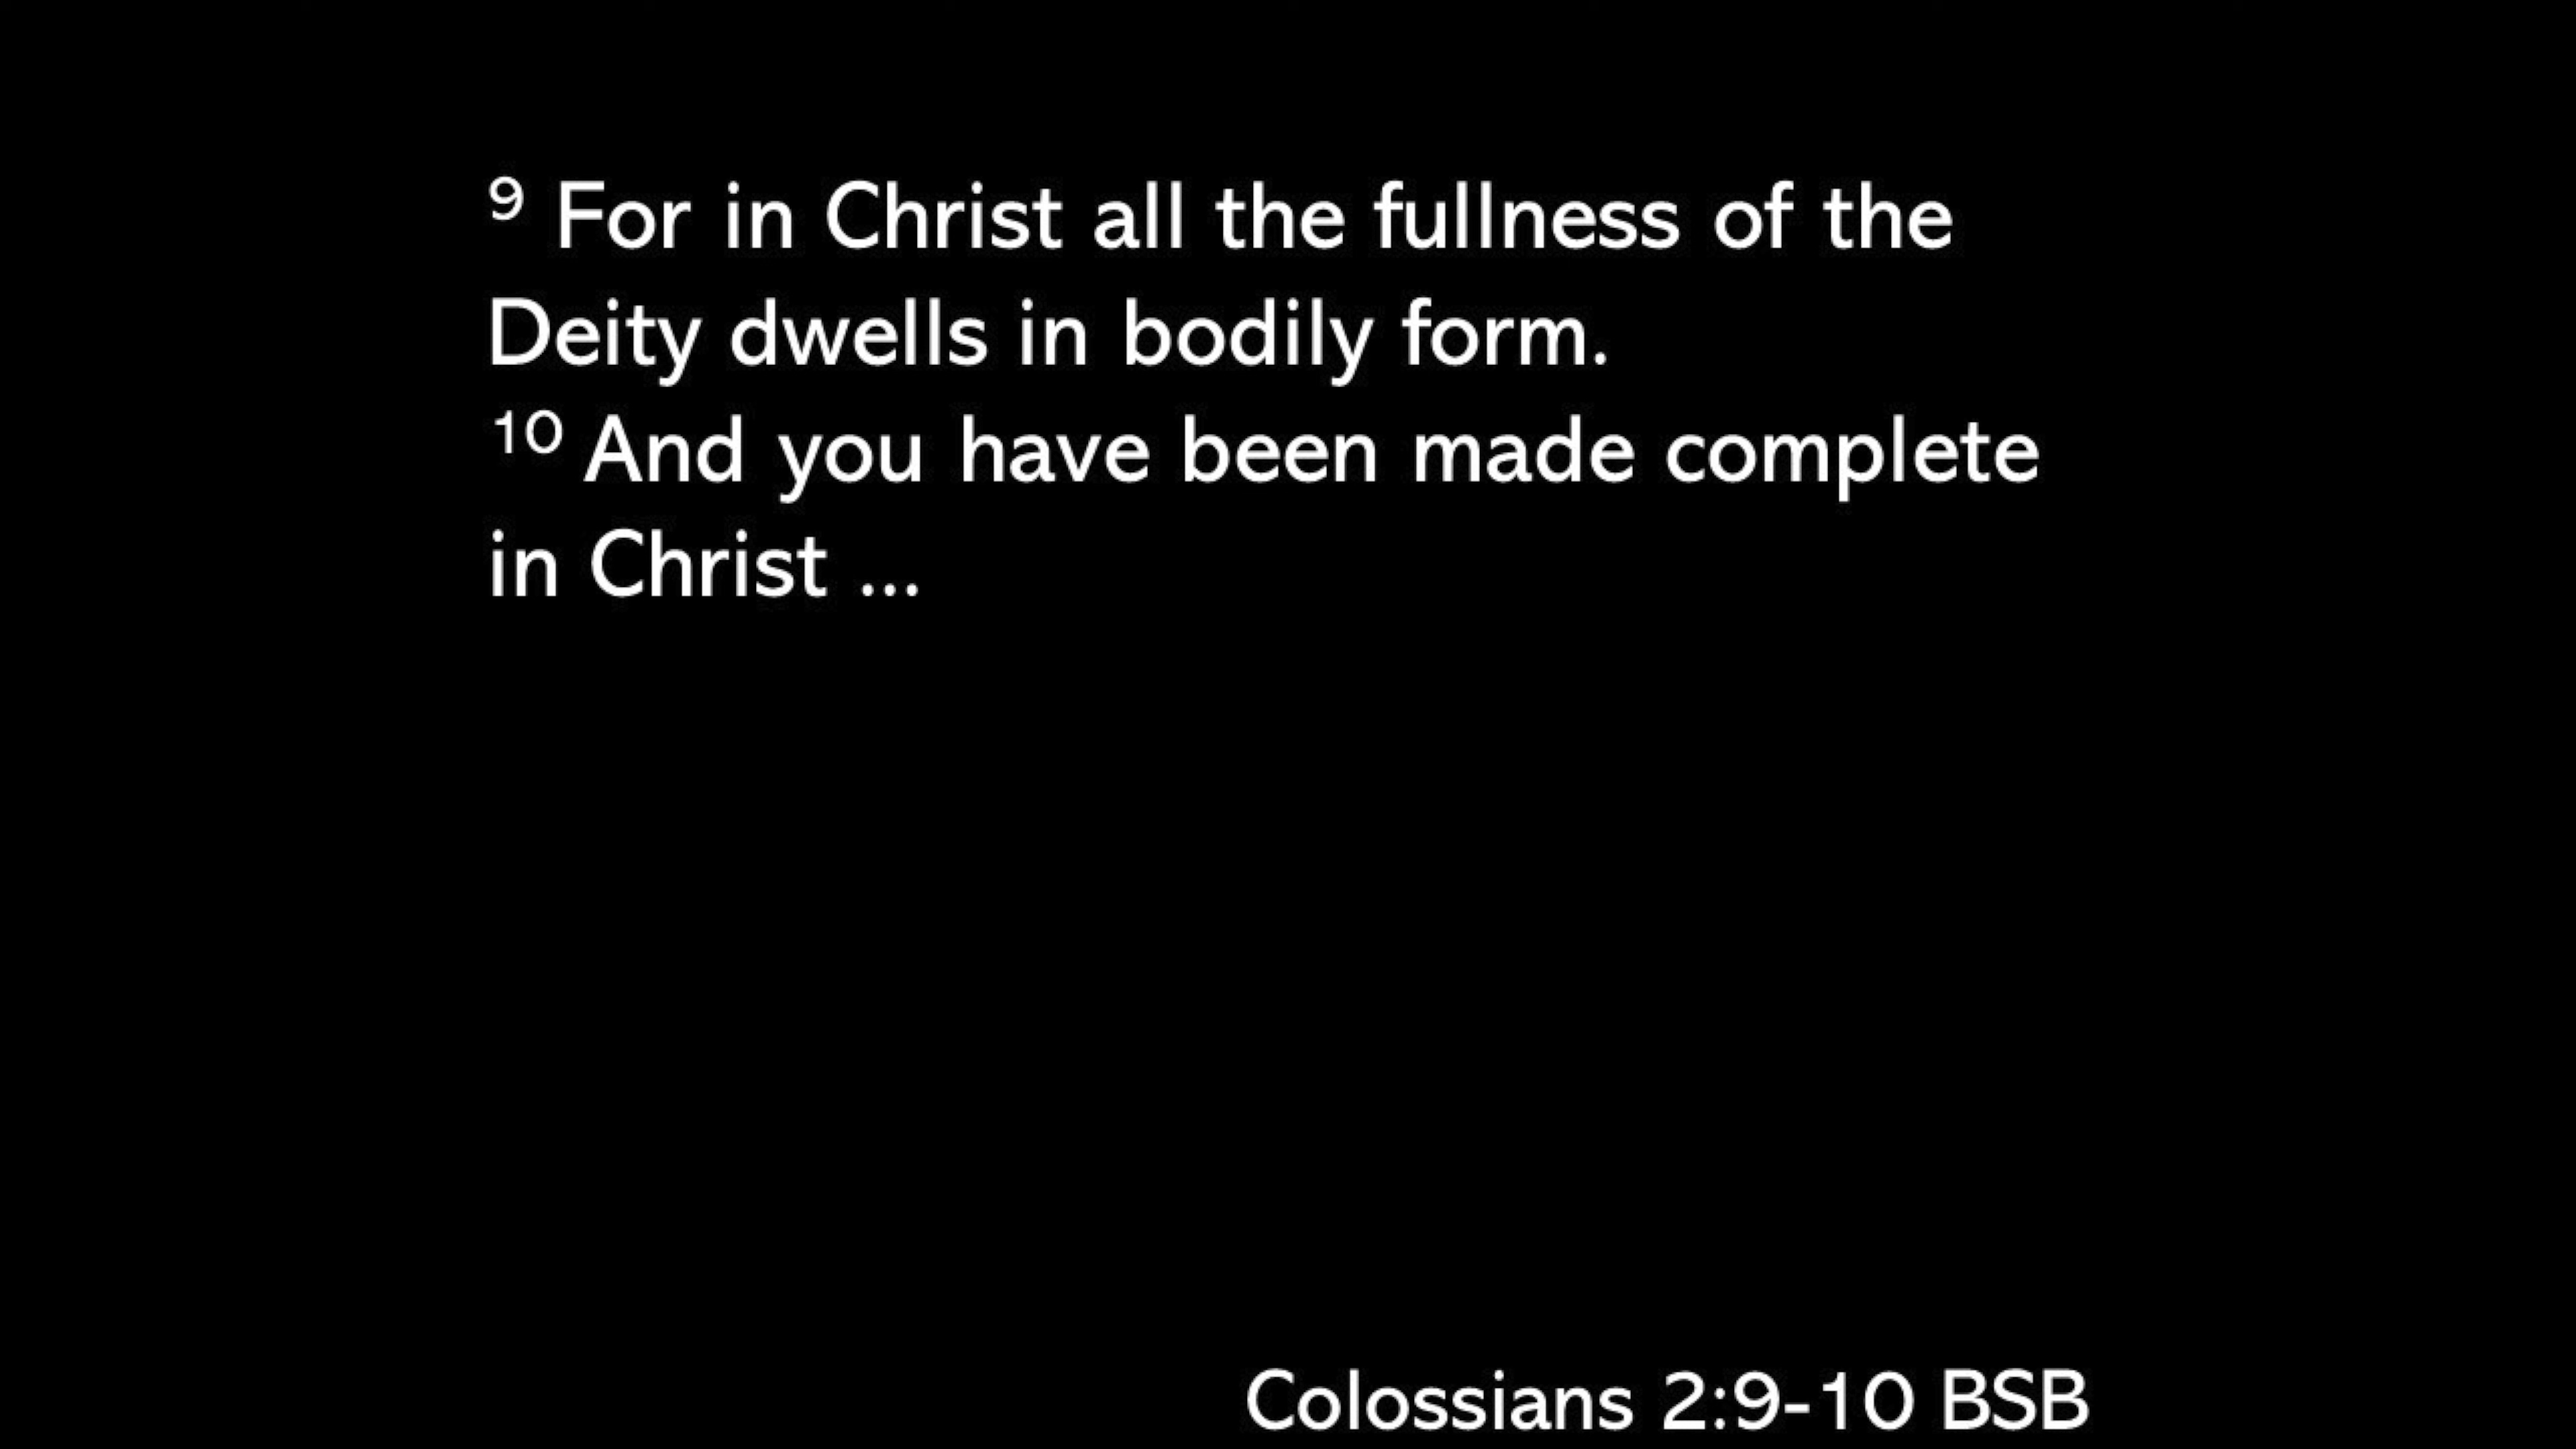 ⁹ For in Christ all the fullness of the
Deity dwells in bodily form.
¹⁰ And you have been made complete
in Christ ...
Colossians 2:9-10 BSB